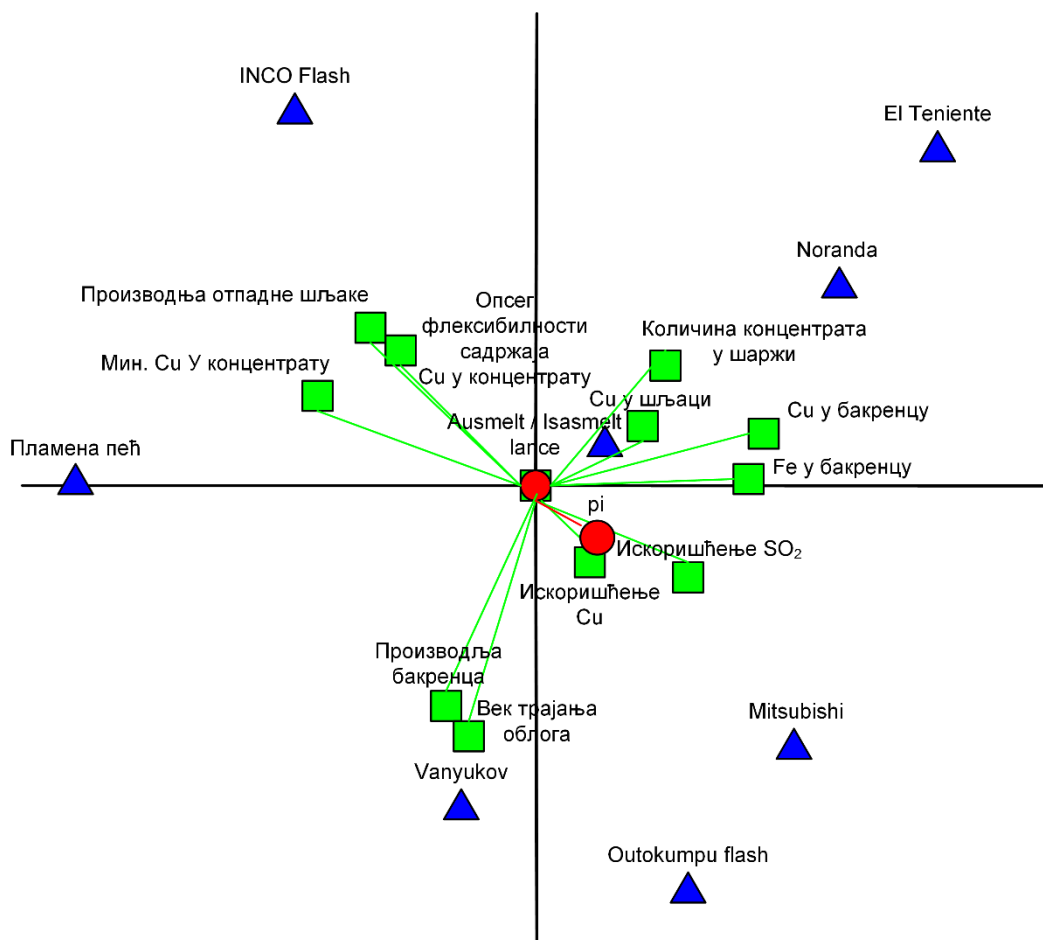 INCO Flash
El Teniente
Noranda
Производња отпадне шљаке
Опсег
флексибилности
садржаја
Cu у концентрату
Количина концентрата
у шаржи
Мин. Cu У концентрату
Cu у шљаци
Cu у бакренцу
Ausmelt / Isasmelt
lance
Пламена пећ
Fe у бакренцу
pi
Искоришћење SO₂
Искоришћење
Cu
Производља
бакренца
Век трајања
облога
Mitsubishi
Vanyukov
Outokumpu flash